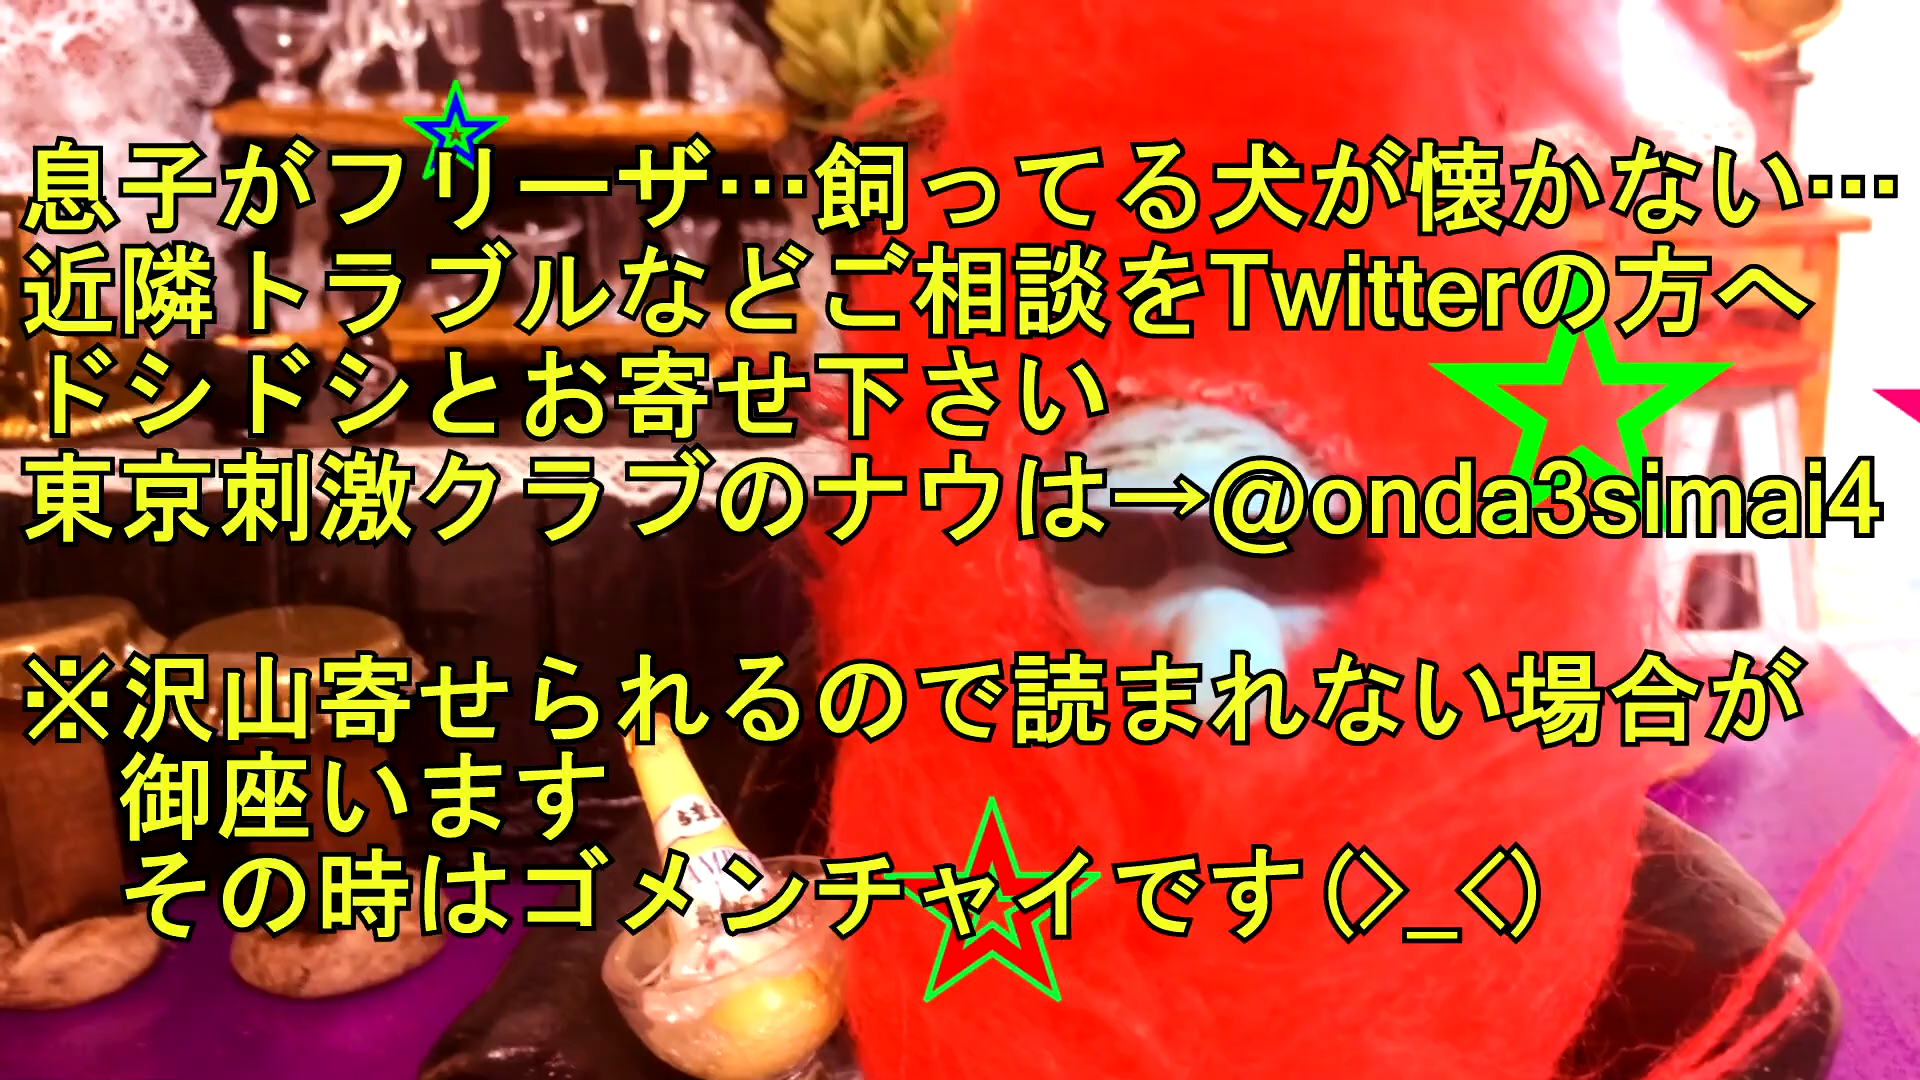 息子がフリーザ…飼ってる犬が懐かない…
近隣トラブルなどご相談をTwitterの方へ
ドシドシとお寄せ下さい
東京刺激クラブのナウは→@onda3simai4
※沢山寄せられるので読まれない場合が
御座います
その時はゴメンチャイです(>_<)